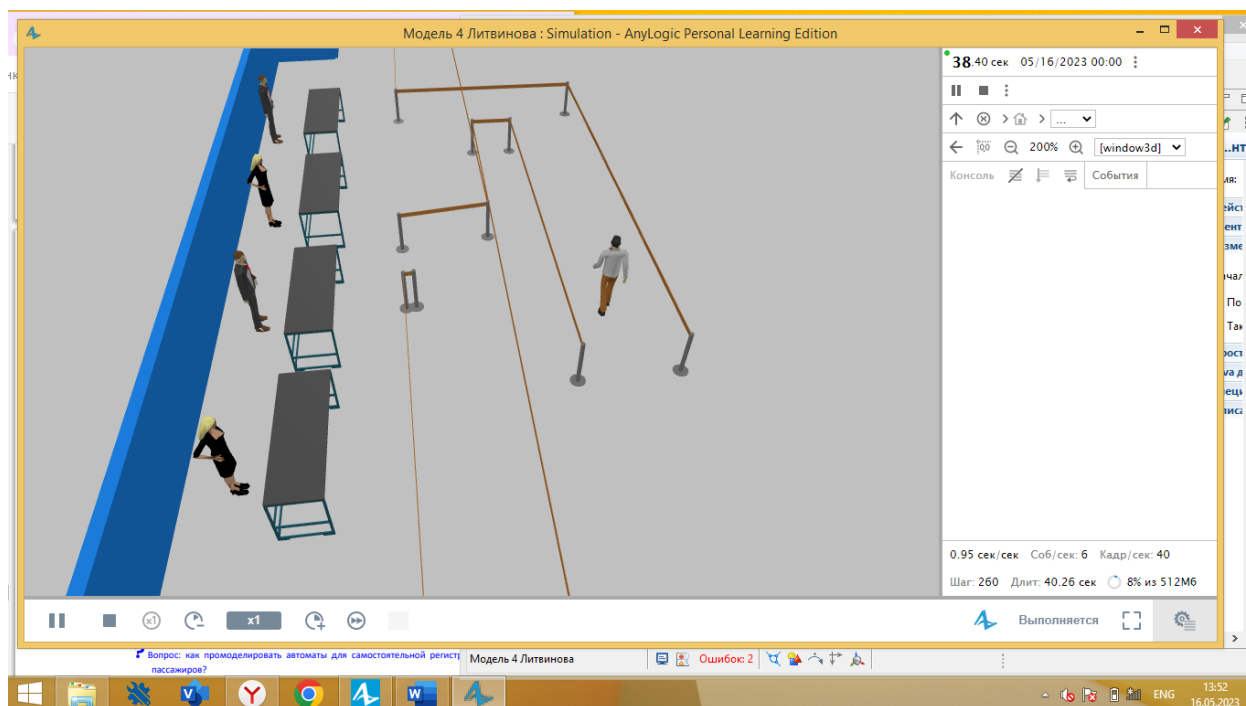 Модель 4 Литвинова : Simulation - AnyLogic Personal Learning Edition
38.40 сек 05/16/2023 00:00
...
200% [window3d]
Консоль События
0.95 сек/сек Соб/сек: 6 Кадр/сек: 40
Шаг: 260 Длит: 40.26 сек 8% из 512М6
x1 x1 Выполняется
Вопрос: как промоделировать автоматы для самостоятельной
пассажиров?
Модель 4 Литвинова Ошибок: 2
ENG 13:52
16.05.2023